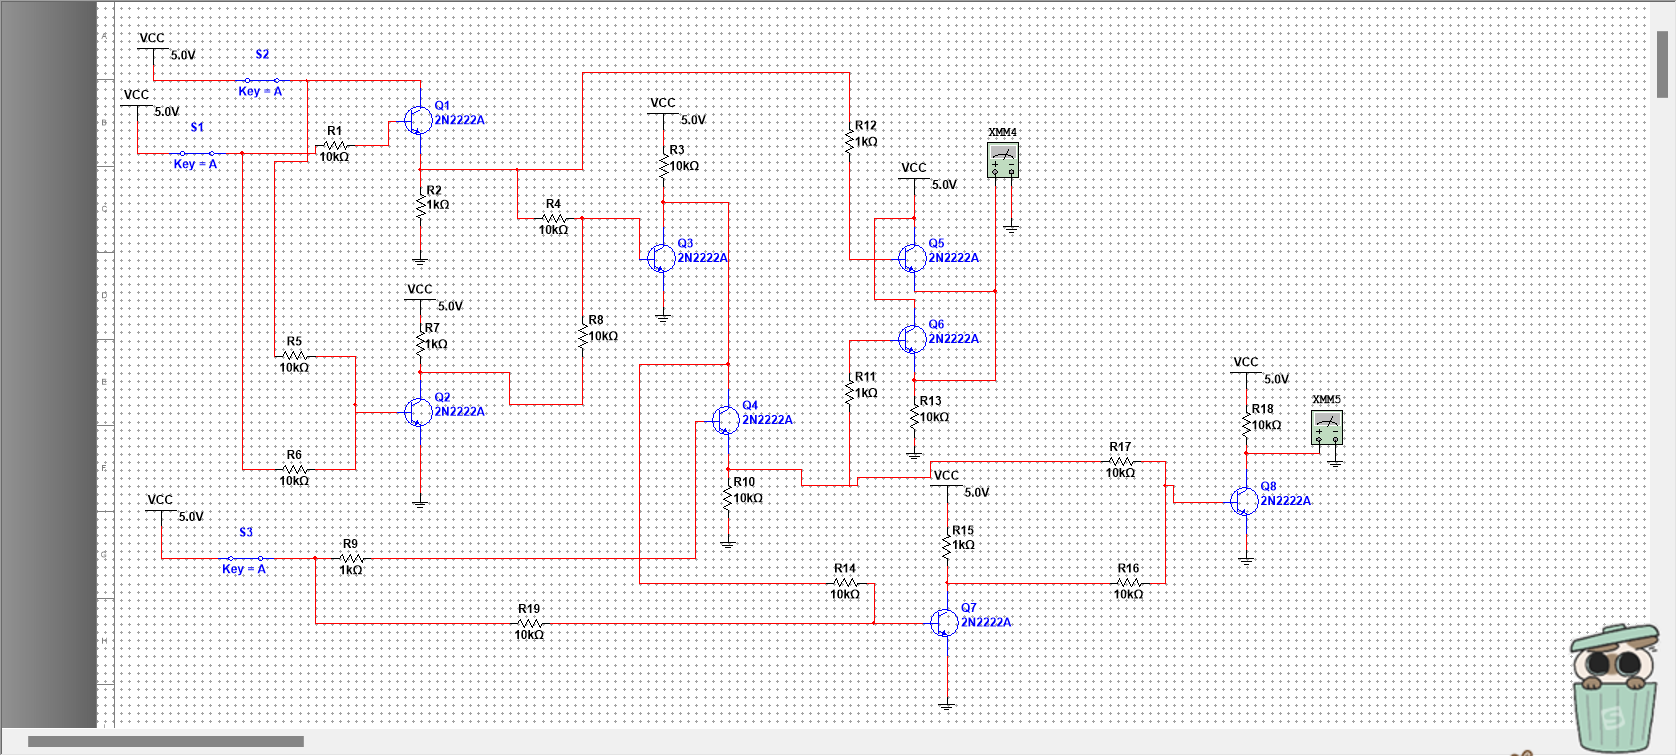 VCC
5.0V
S2
Key = A
VCC
5.0V
S1
Key = A
R1
10kΩ
Q1
2N2222A
R2
1kΩ
R4
10kΩ
VCC
5.0V
R3
10kΩ
Q3
2N2222A
R12
1kΩ
VCC
5.0V
XMM4
Q5
2N2222A
Q6
2N2222A
VCC
5.0V
R7
1kΩ
R8
10kΩ
R5
10kΩ
Q2
2N2222A
R6
10kΩ
Q4
2N2222A
R11
1kΩ
R13
10kΩ
VCC
5.0V
R18
10kΩ
XMM5
R17
10kΩ
Q8
2N2222A
R10
10kΩ
VCC
5.0V
R15
1kΩ
VCC
5.0V
S3
Key = A
R9
1kΩ
R14
10kΩ
R16
10kΩ
R19
10kΩ
Q7
2N2222A
A
B
C
D
E
F
G
H
S